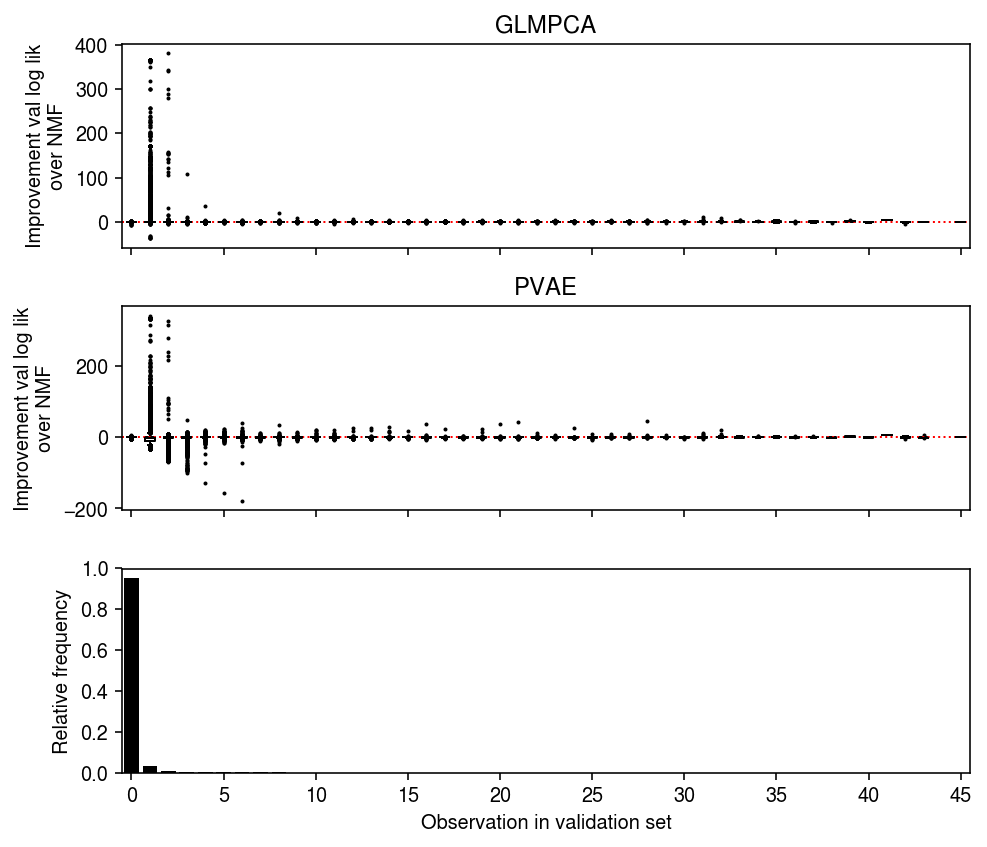 GLMPCA
Improvement val log lik
over NMF
400
300
200
100
0
PVAE
Improvement val log lik
over NMF
200
0
−200
Relative frequency
1.0
0.8
0.6
0.4
0.2
0.0
0 5 10 15 20 25 30 35 40 45
Observation in validation set